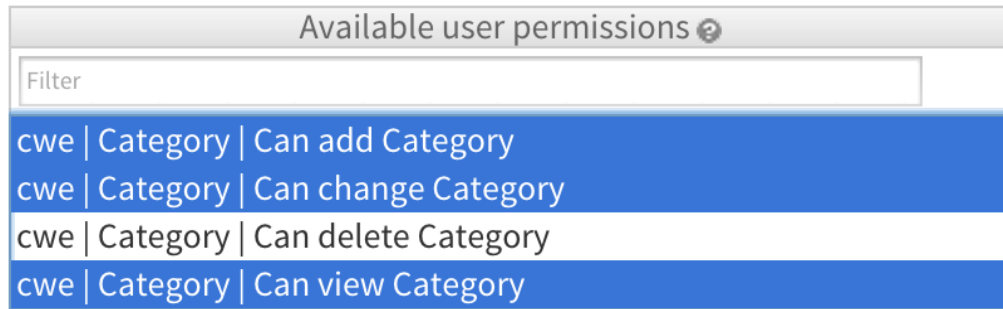 Available user permissions ?
Filter
cwe | Category | Can add Category
cwe | Category | Can change Category
cwe | Category | Can delete Category
cwe | Category | Can view Category